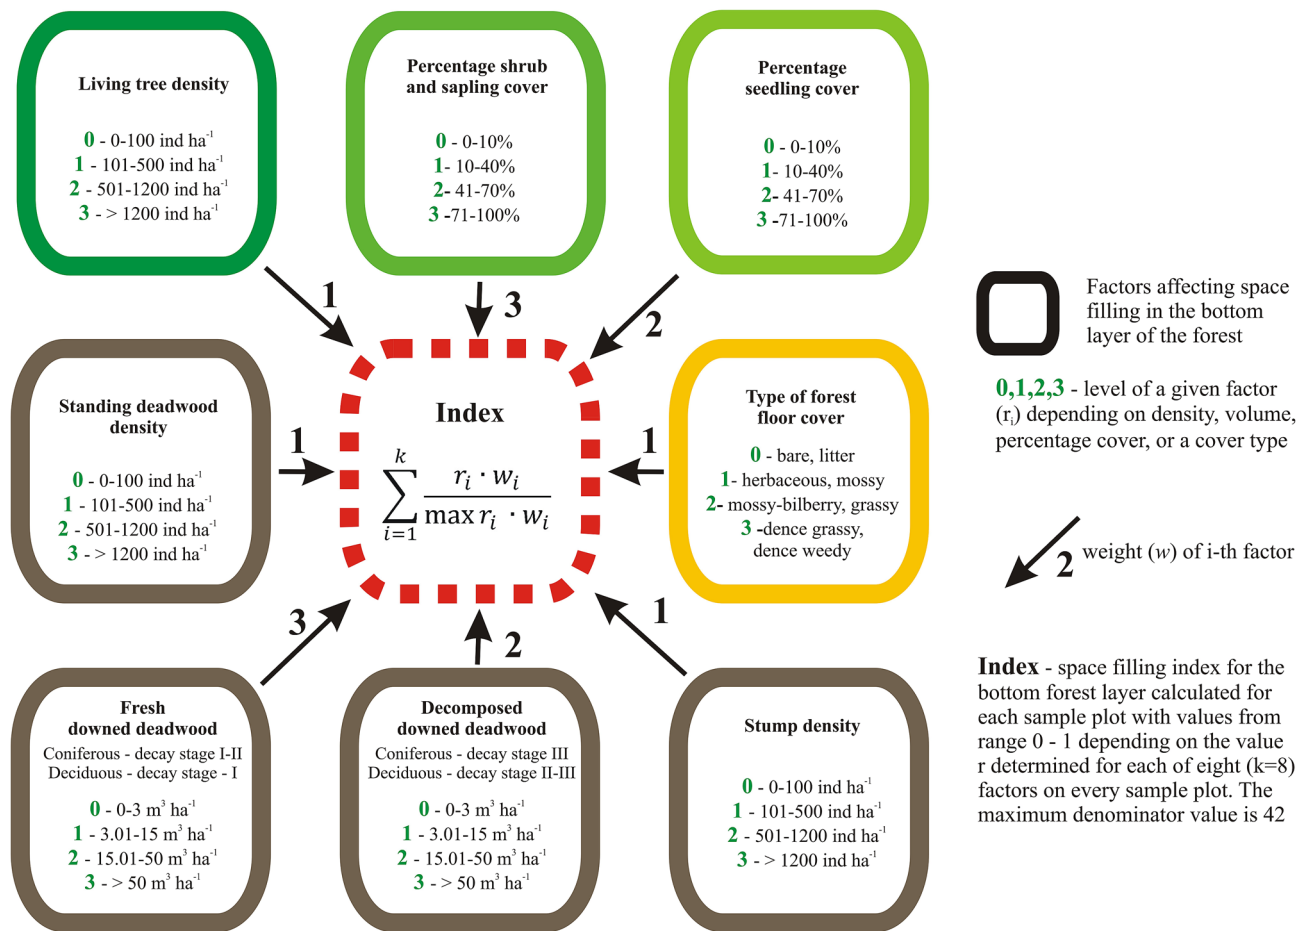 Living tree density
0 - 0-100 ind ha⁻¹
1 - 101-500 ind ha⁻¹
2 - 501-1200 ind ha⁻¹
3 - > 1200 ind ha⁻¹
Percentage shrub
and sapling cover
0 - 0-10%
1- 10-40%
2- 41-70%
3 -71-100%
Percentage
seedling cover
0 - 0-10%
1- 10-40%
2- 41-70%
3 -71-100%
1
3
2
Standing deadwood
density
0 - 0-100 ind ha⁻¹
1 - 101-500 ind ha⁻¹
2 - 501-1200 ind ha⁻¹
3 - > 1200 ind ha⁻¹
1
Index
k
∑ rᵢ · wᵢ / max rᵢ · wᵢ
i=1
1
Type of forest
floor cover
0 - bare, litter
1- herbaceous, mossy
2- mossy-bilberry, grassy
3 -dence grassy,
dence weedy
3
2
1
Fresh
downed deadwood
Coniferous - decay stage I-II
Deciduous - decay stage - I
0 - 0-3 m³ ha⁻¹
1 - 3.01-15 m³ ha⁻¹
2 - 15.01-50 m³ ha⁻¹
3 - > 50 m³ ha⁻¹
Decomposed
downed deadwood
Coniferous - decay stage III
Deciduous - decay stage II-III
0 - 0-3 m³ ha⁻¹
1 - 3.01-15 m³ ha⁻¹
2 - 15.01-50 m³ ha⁻¹
3 - > 50 m³ ha⁻¹
Stump density
0 - 0-100 ind ha⁻¹
1 - 101-500 ind ha⁻¹
2 - 501-1200 ind ha⁻¹
3 - > 1200 ind ha⁻¹
Factors affecting space
filling in the bottom
layer of the forest
0,1,2,3 - level of a given factor
(rᵢ) depending on density, volume,
percentage cover, or a cover type
2 weight (w) of i-th factor
Index - space filling index for the
bottom forest layer calculated for
each sample plot with values from
range 0 - 1 depending on the value
r determined for each of eight (k=8)
factors on every sample plot. The
maximum denominator value is 42